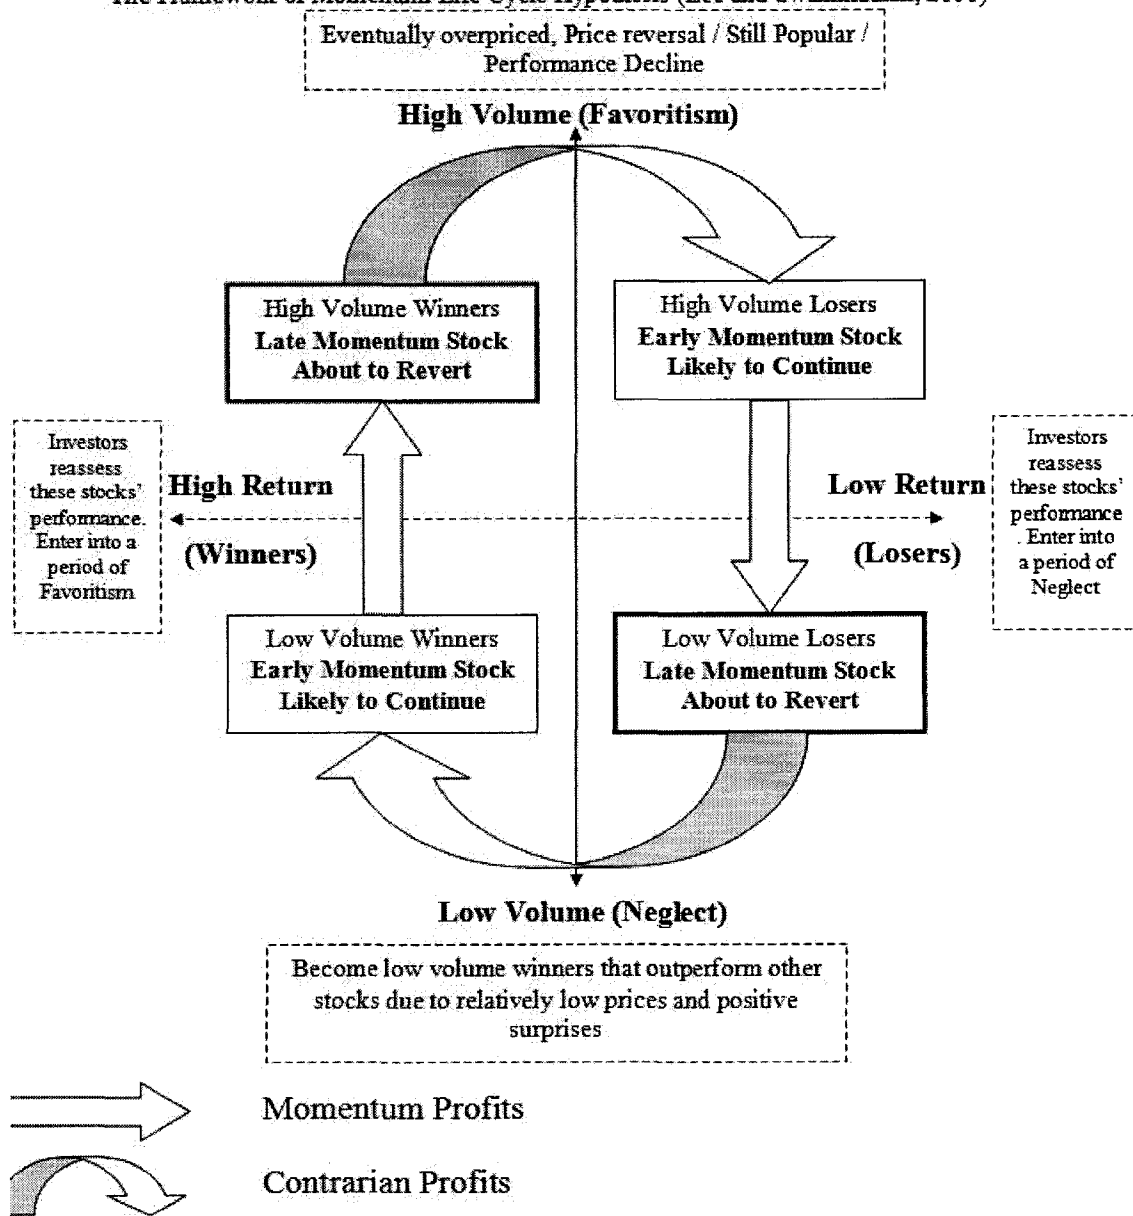 Eventually overpriced, Price reversal / Still Popular /
Performance Decline
High Volume (Favoritism)
High Volume Winners
Late Momentum Stock
About to Revert
High Volume Losers
Early Momentum Stock
Likely to Continue
Investors
reassess
these stocks'
performance.
Enter into a
period of
Favoritism
High Return
(Winners)
Low Return
(Losers)
Investors
reassess
these stocks'
performance
. Enter into
a period of
Neglect
Low Volume Winners
Early Momentum Stock
Likely to Continue
Low Volume Losers
Late Momentum Stock
About to Revert
Low Volume (Neglect)
Become low volume winners that outperform other
stocks due to relatively low prices and positive
surprises
Momentum Profits
Contrarian Profits